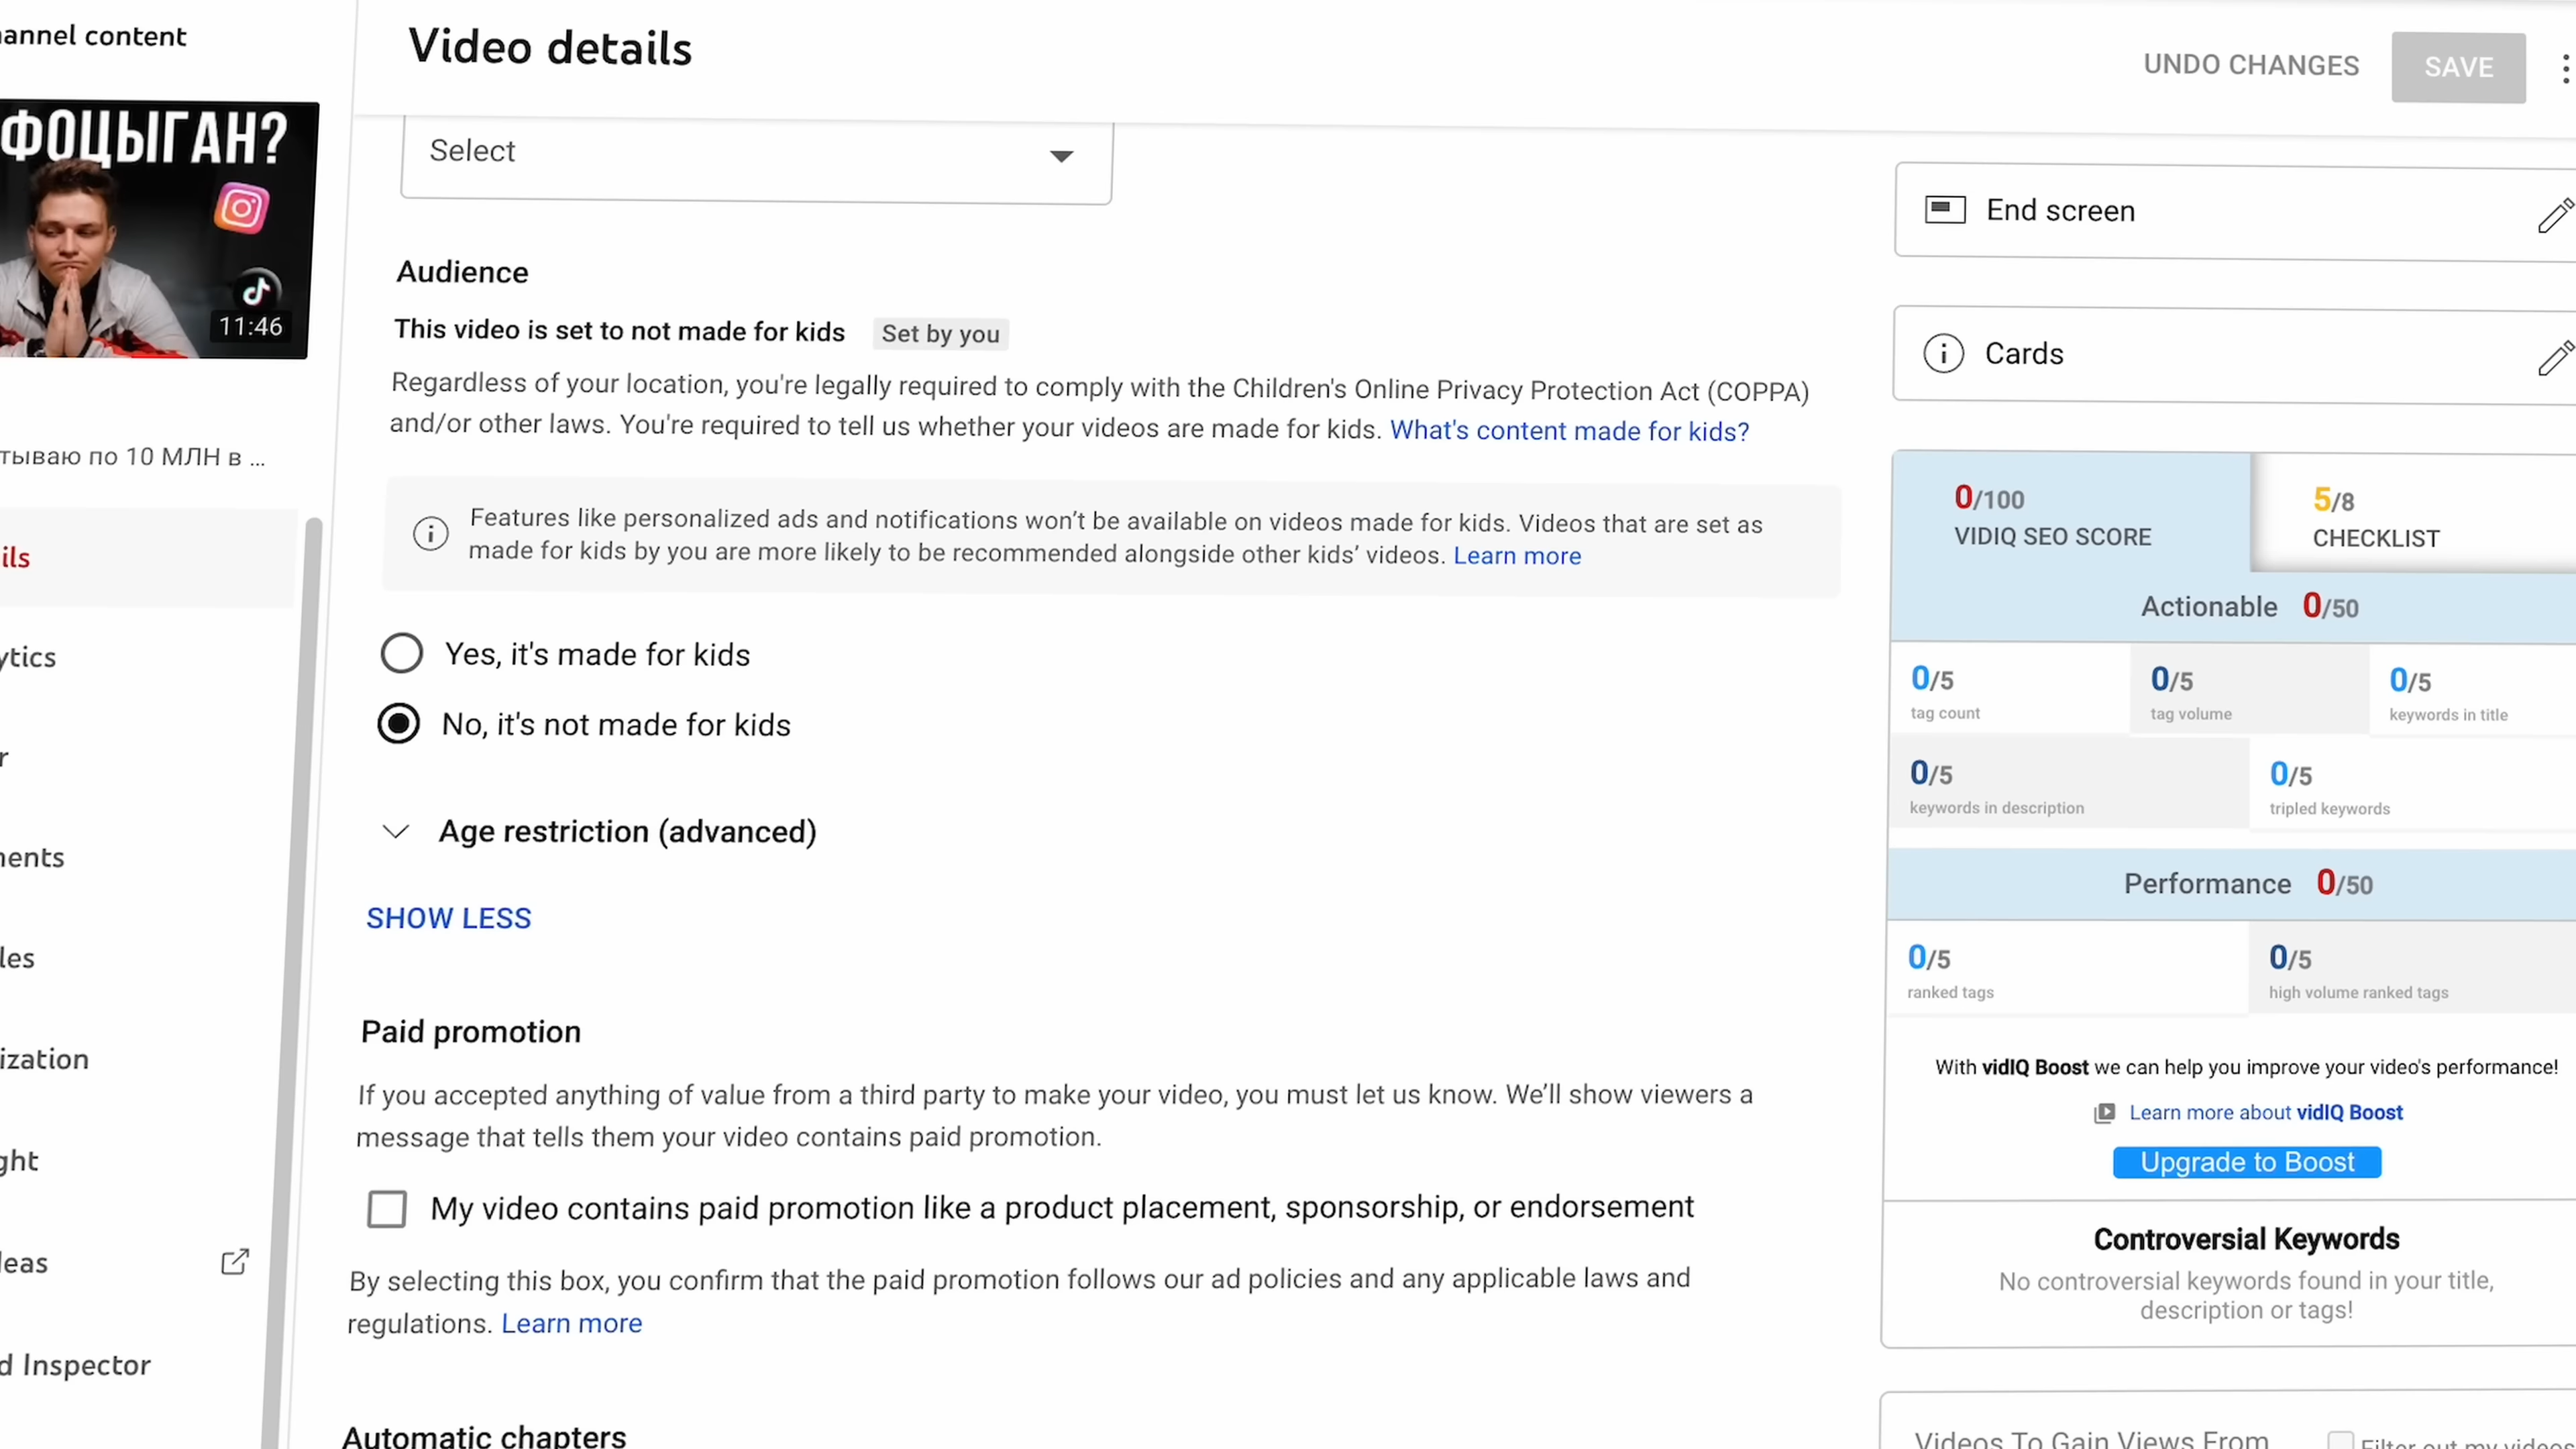 annel content
ФОЦЫГАН?
11:46
тываю по 10 МЛН в ...
ils
ytics
r
nents
les
ization
ght
deas
d Inspector
Video details
UNDO CHANGES
SAVE
Select
Audience
This video is set to not made for kids Set by you
Regardless of your location, you're legally required to comply with the Children's Online Privacy Protection Act (COPPA)
and/or other laws. You're required to tell us whether your videos are made for kids. What's content made for kids?
Features like personalized ads and notifications won’t be available on videos made for kids. Videos that are set as
made for kids by you are more likely to be recommended alongside other kids’ videos. Learn more
Yes, it's made for kids
No, it's not made for kids
Age restriction (advanced)
SHOW LESS
Paid promotion
If you accepted anything of value from a third party to make your video, you must let us know. We’ll show viewers a
message that tells them your video contains paid promotion.
My video contains paid promotion like a product placement, sponsorship, or endorsement
By selecting this box, you confirm that the paid promotion follows our ad policies and any applicable laws and
regulations. Learn more
Automatic chapters
End screen
Cards
0/100
VIDIQ SEO SCORE
5/8
CHECKLIST
Actionable 0/50
0/5
tag count
0/5
tag volume
0/5
keywords in title
0/5
keywords in description
0/5
tripled keywords
Performance 0/50
0/5
ranked tags
0/5
high volume ranked tags
With vidIQ Boost we can help you improve your video's performance!
Learn more about vidIQ Boost
Upgrade to Boost
Controversial Keywords
No controversial keywords found in your title,
description or tags!
Videos To Gain Views From
Filter out my videos